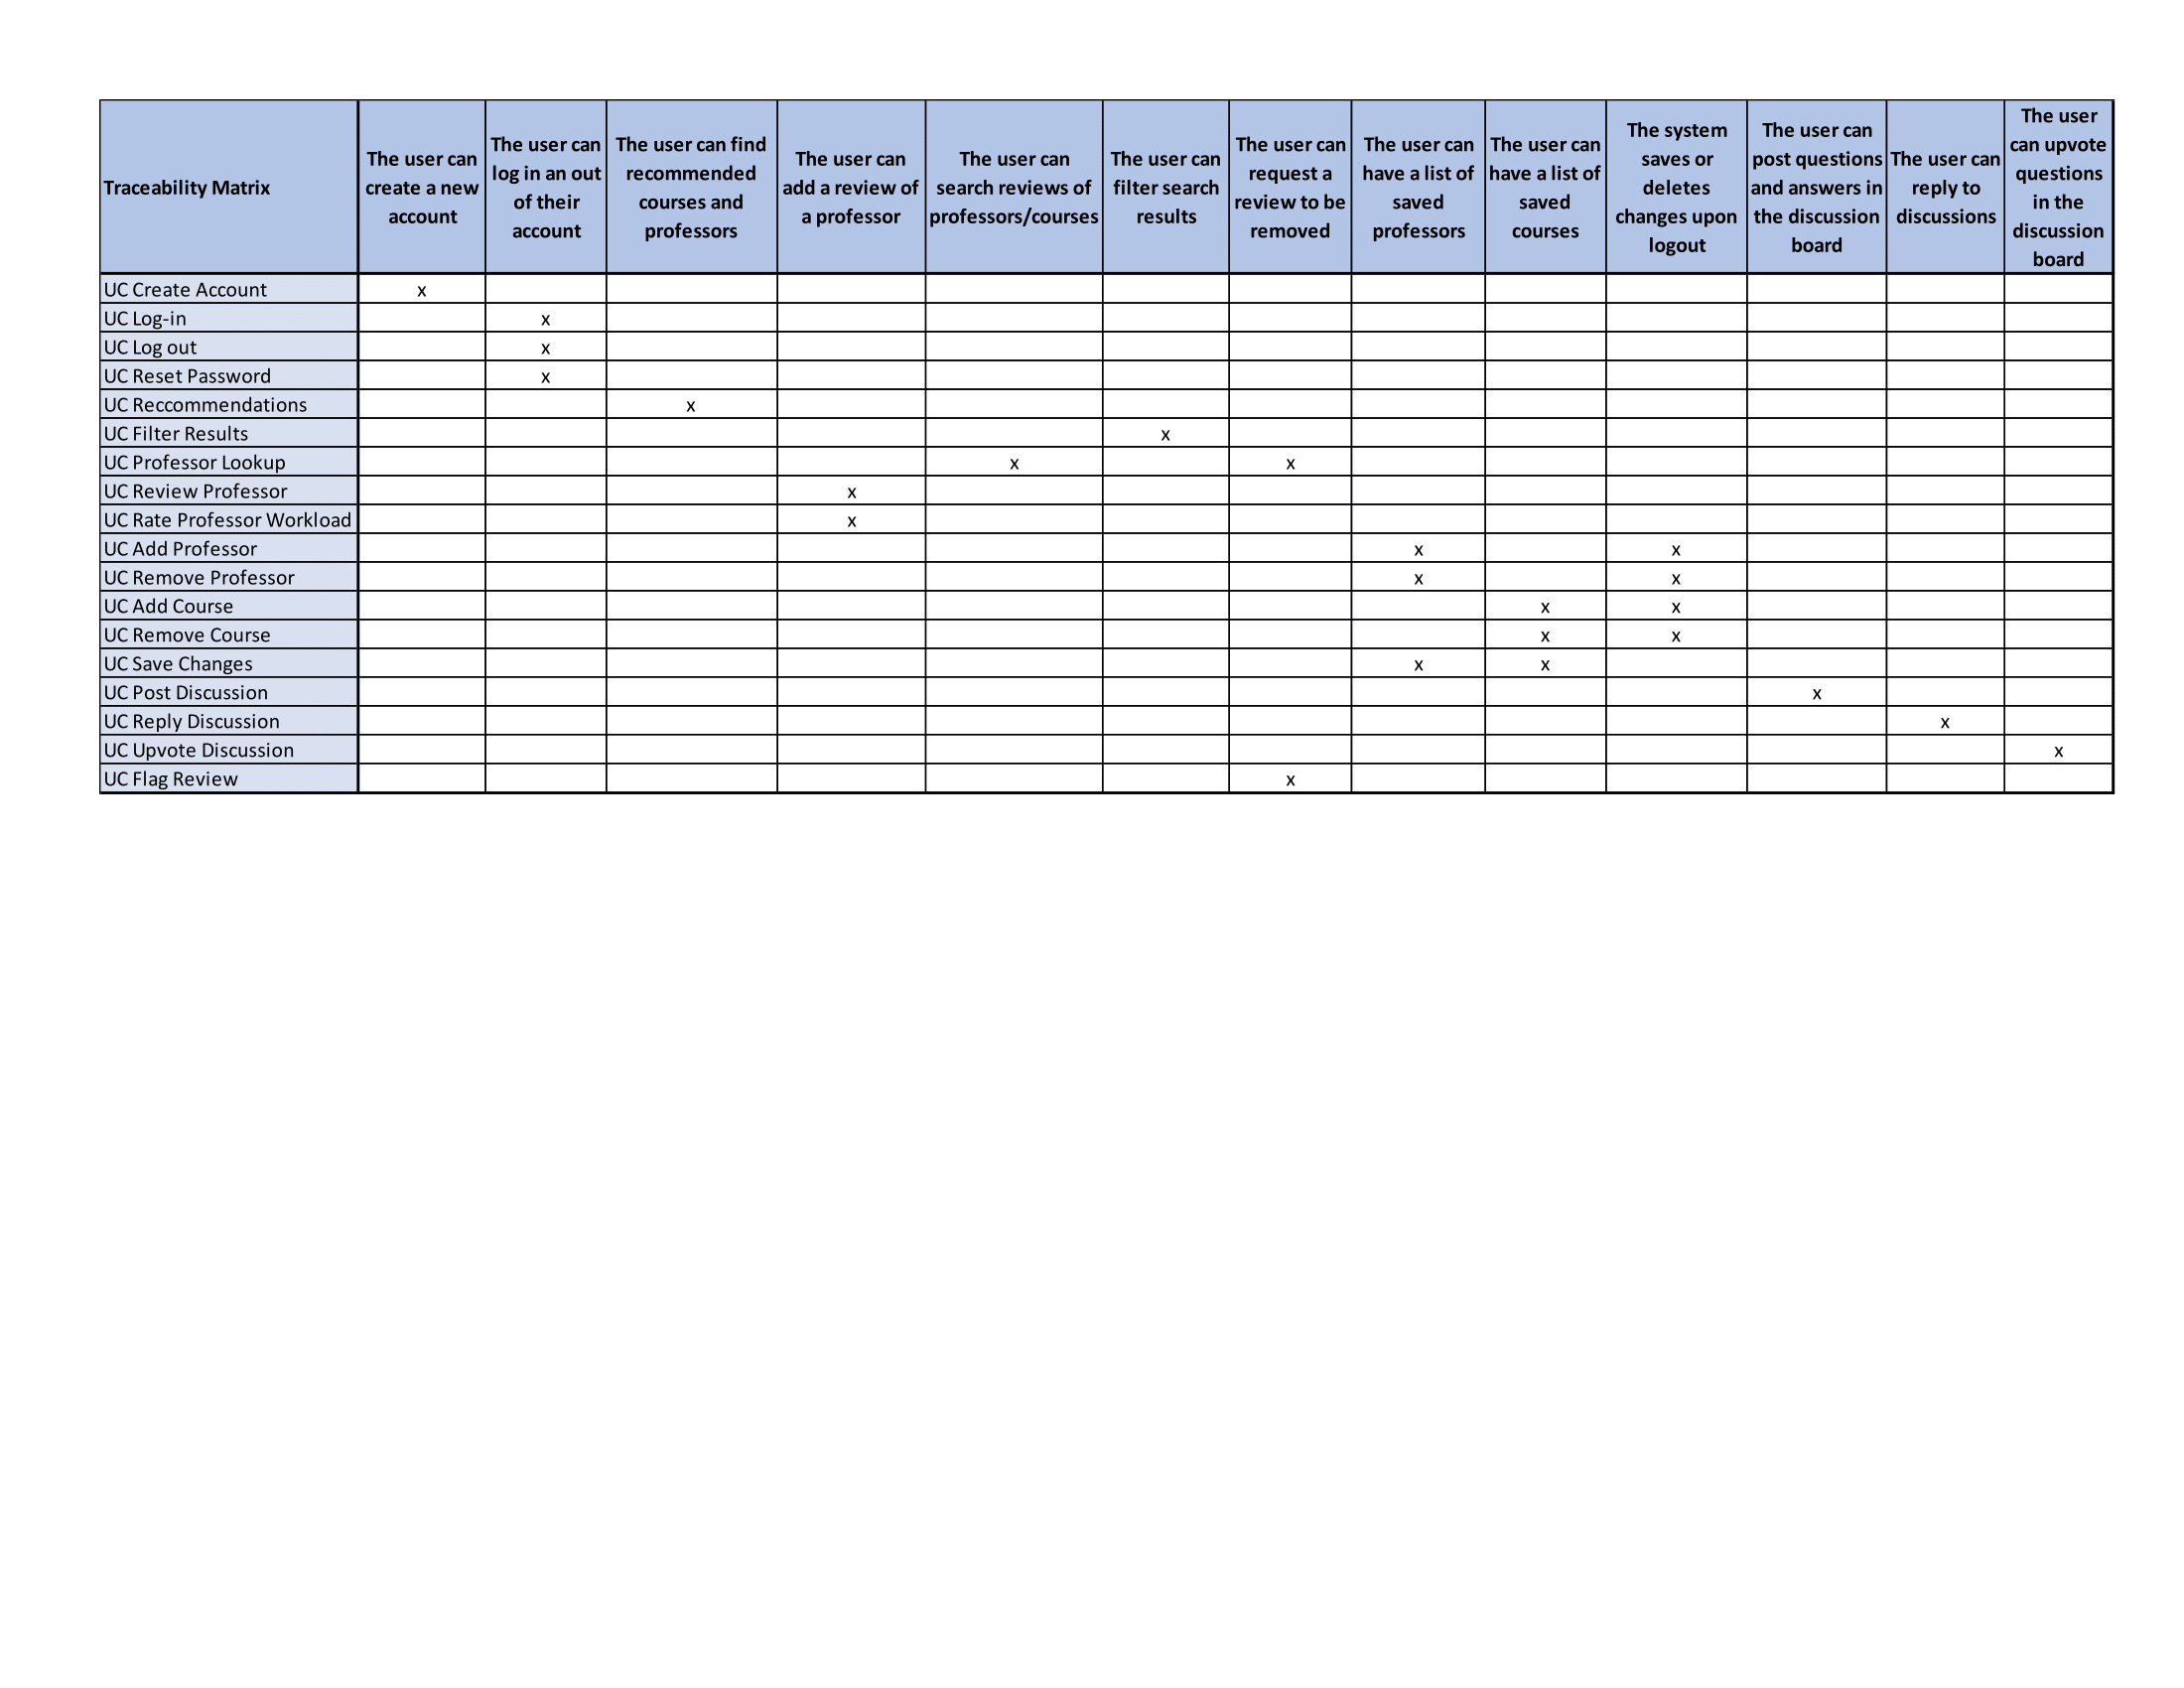 Traceability Matrix
The user can
create a new
account
The user can
log in an out
of their
account
The user can find
recommended
courses and
professors
The user can
add a review of
a professor
The user can
search reviews of
professors/courses
The user can
filter search
results
The user can
request a
review to be
removed
The user can
have a list of
saved
professors
The user can
have a list of
saved
courses
The system
saves or
deletes
changes upon
logout
The user can
post questions
and answers in
the discussion
board
The user can
reply to
discussions
The user
can upvote
questions
in the
discussion
board
UC Create Account x
UC Log-in x
UC Log out x
UC Reset Password x
UC Reccommendations x
UC Filter Results x
UC Professor Lookup x x
UC Review Professor x
UC Rate Professor Workload x
UC Add Professor x x
UC Remove Professor x x
UC Add Course x x
UC Remove Course x x
UC Save Changes x x
UC Post Discussion x
UC Reply Discussion x
UC Upvote Discussion x
UC Flag Review x